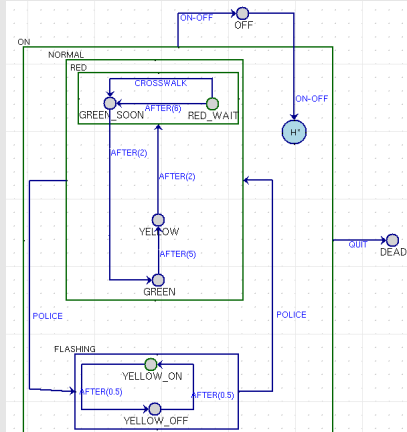 ON-OFF
OFF
ON
NORMAL
RED
CROSSWALK
AFTER(6)
GREEN_SOON
RED_WAIT
ON-OFF
H*
AFTER(2)
AFTER(2)
YELLOW
AFTER(5)
QUIT
DEAD
GREEN
POLICE
POLICE
FLASHING
YELLOW_ON
AFTER(0.5)
AFTER(0.5)
YELLOW_OFF